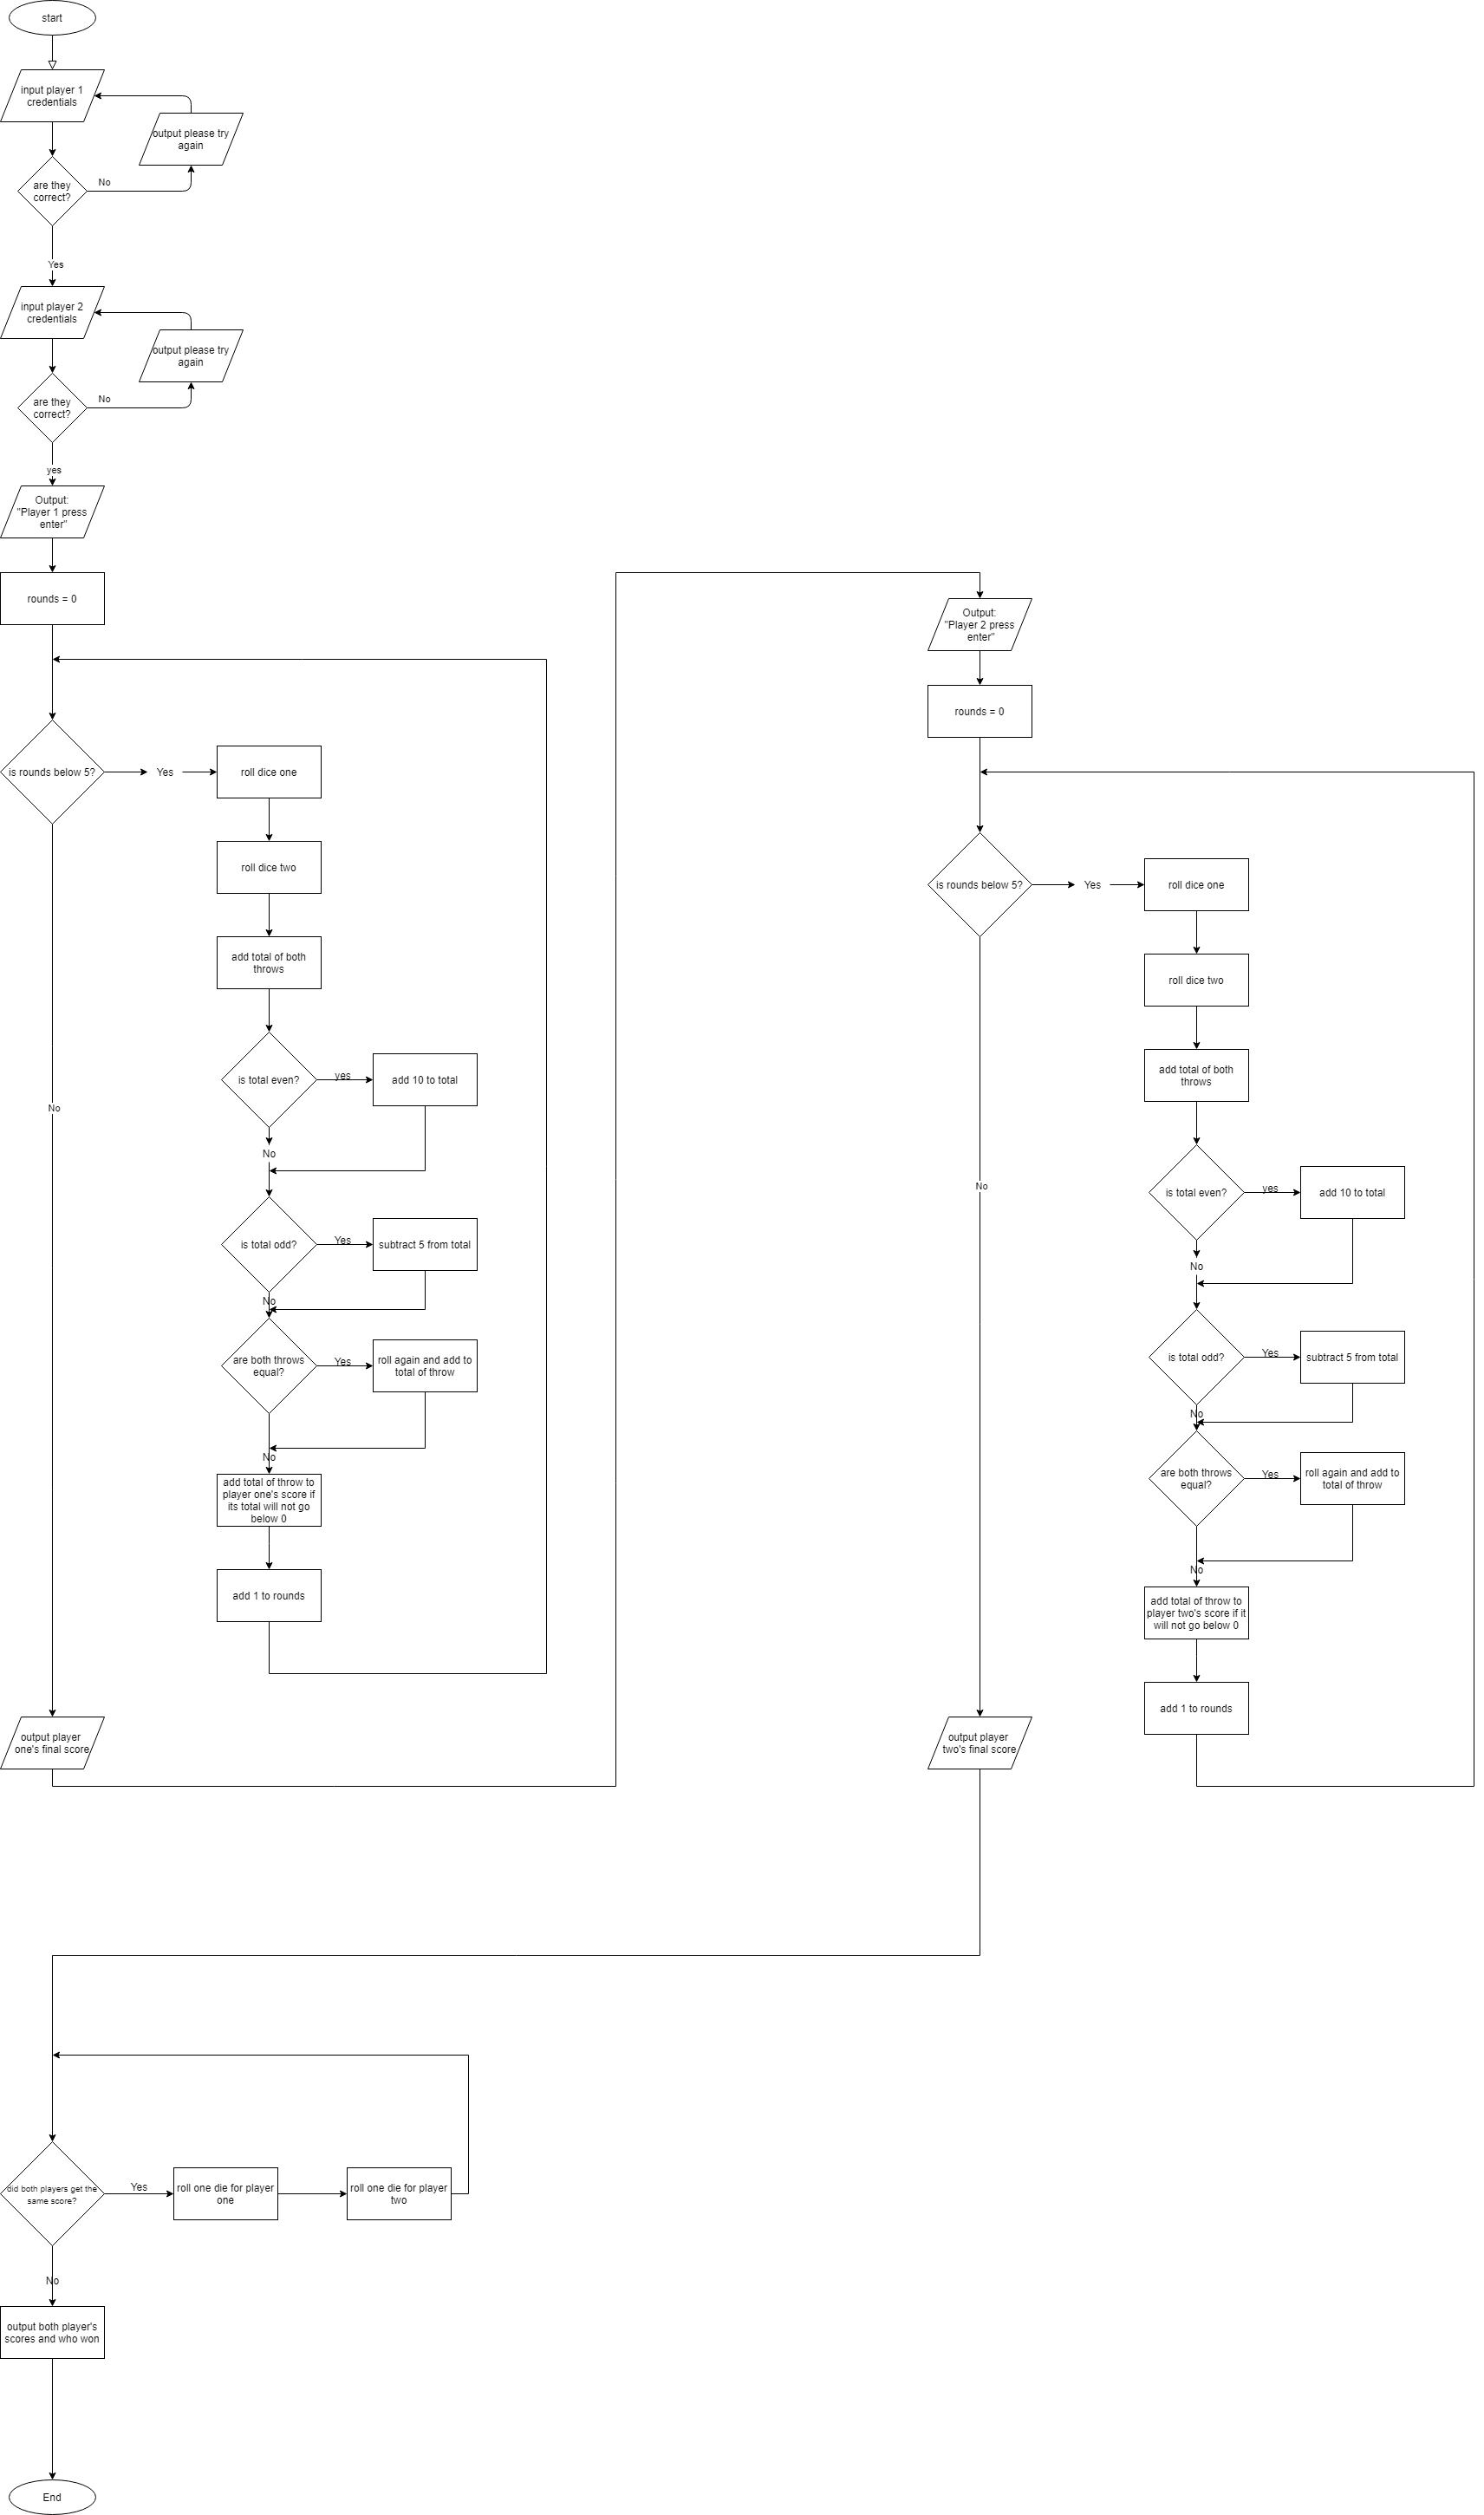 start
input player 1
credentials
output please try
again
are they
correct?
No
Yes
input player 2
credentials
output please try
again
are they
correct?
No
yes
Output:
"Player 1 press
enter"
rounds = 0
is rounds below 5?
Yes
roll dice one
roll dice two
add total of both
throws
is total even?
yes
add 10 to total
No
No
is total odd?
Yes
subtract 5 from total
No
are both throws
equal?
Yes
roll again and add to
total of throw
No
add total of throw to
player one's score if
its total will not go
below 0
add 1 to rounds
output player
one's final score
Output:
"Player 2 press
enter"
rounds = 0
is rounds below 5?
Yes
roll dice one
roll dice two
add total of both
throws
No
is total even?
yes
add 10 to total
No
is total odd?
Yes
subtract 5 from total
No
are both throws
equal?
Yes
roll again and add to
total of throw
No
add total of throw to
player two's score if it
will not go below 0
add 1 to rounds
output player
two's final score
did both players get the
same score?
Yes
roll one die for player
one
roll one die for player
two
No
output both player's
scores and who won
End